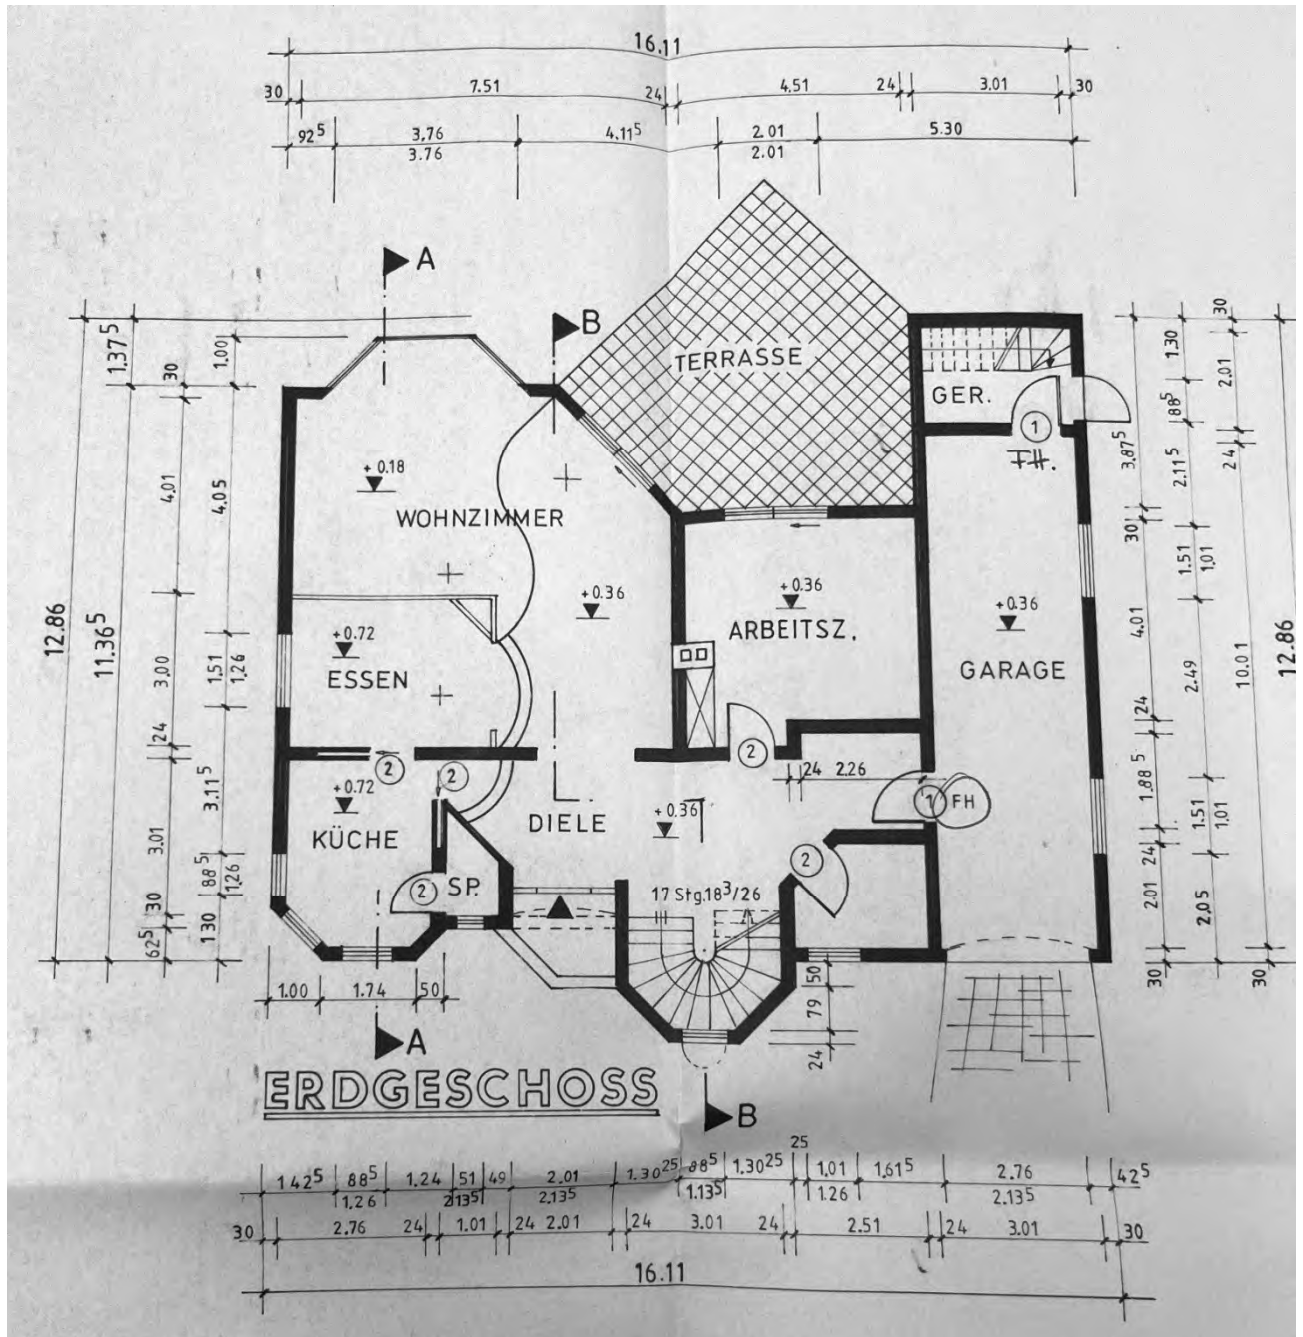 16.11
30 7.51 24 4.51 24 3.01 30
92⁵ 3.76 4.11⁵ 2.01 5.30
3.76 2.01
A
B
TERRASSE
GER.
1
FH.
+0.18
WOHNZIMMER
+0.36
+0.36
ARBEITSZ.
+0.36
GARAGE
+0.72
ESSEN
2
2
2
+0.72
KÜCHE
DIELE
+0.36
24 2.26
1
FH
2
SP.
2
17 Stg. 18³/26
12.86
11.36⁵
1.37⁵
30
4.01
3.00
24
3.01
30
62⁵
1.00
4.05
1.51
1.26
3.11⁵
88⁵
1.26
1.30
3.87⁵
30
4.01
24
1.88⁵
24
2.01
30
1.30
88⁵
2.11⁵
1.51
1.01
2.49
1.51
1.01
2.05
30
2.01
24
10.01
30
12.86
1.00 1.74 50
50
79
24
A
B
ERDGESCHOSS
25
1.42⁵ 88⁵ 1.24 51 49 2.01 1.30²⁵ 88⁵ 1.30²⁵ 1.01 1.61⁵ 2.76 42⁵
1.26 2.13⁵ 2.13⁵ 1.13⁵ 1.26 2.13⁵
30 2.76 24 1.01 24 2.01 24 3.01 24 2.51 24 3.01 30
16.11